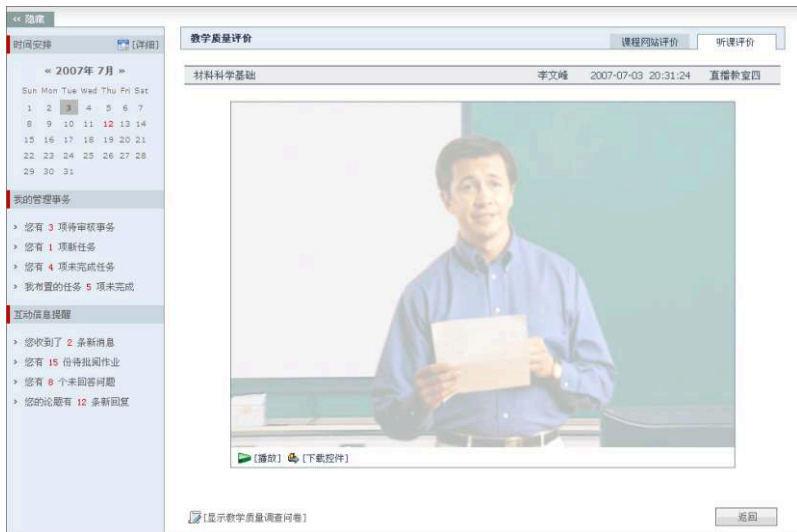 << 隐藏
时间安排 [详细]
« 2007年 7月 »
Sun Mon Tue Wed Thu Fri Sat
1 2 3 4 5 6 7
8 9 10 11 12 13 14
15 16 17 18 19 20 21
22 23 24 25 26 27 28
29 30 31
我的管理事务
› 您有 3 项待审核事务
› 您有 1 项新任务
› 您有 4 项未完成任务
› 我布置的任务 5 项未完成
互动信息提醒
› 您收到了 2 条新消息
› 您有 15 份待批阅作业
› 您有 8 个未回答问题
› 您的论题有 12 条新回复
教学质量评价 课程网站评价 听课评价
材料科学基础 李文峰 2007-07-03 20:31:24 直播教室四
[播放] [下载控件]
[显示教学质量调查问卷] 返回